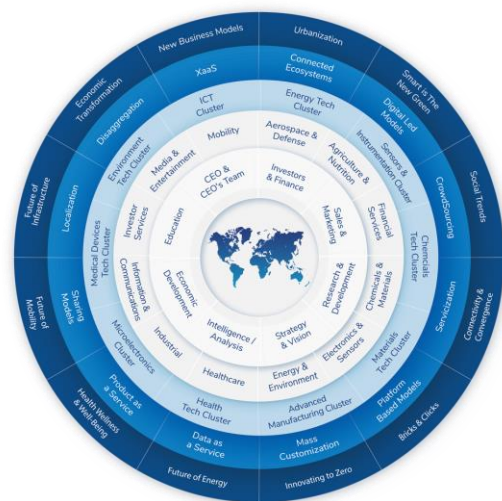 New Business Models
Urbanization
Smart is The
New Green
Social Trends
Connectivity &
Convergence
Bricks & Clicks
Innovating to Zero
Future of Energy
Health Wellness
& Well-Being
Future of
Mobility
Future of
Infrastructure
Economic
Transformation
XaaS
Connected
Ecosystems
Digital Led
Models
CrowdSourcing
Servicization
Platform
Based Models
Mass
Customization
Data as
a Service
Product as
a Service
Sharing
Models
Localization
Disaggregation
ICT
Cluster
Energy Tech
Cluster
Sensors &
Instrumentation Cluster
Chemcials
Tech Cluster
Materials
Tech Cluster
Advanced
Manufacturing Cluster
Health
Tech Cluster
Microelectronics
Cluster
Medical Devices
Tech Cluster
Environment
Tech Cluster
Mobility
Aerospace &
Defense
Agriculture &
Nutrition
Financial
Services
Chemicals &
Materials
Electronics &
Sensors
Energy &
Environment
Healthcare
Industrial
Information &
Communications
Investor
Services
Media &
Entertainment
CEO &
CEO's Team
Investors
& Finance
Sales &
Marketing
Research &
Development
Strategy
& Vision
Intelligence /
Analysis
Economic
Development
Education